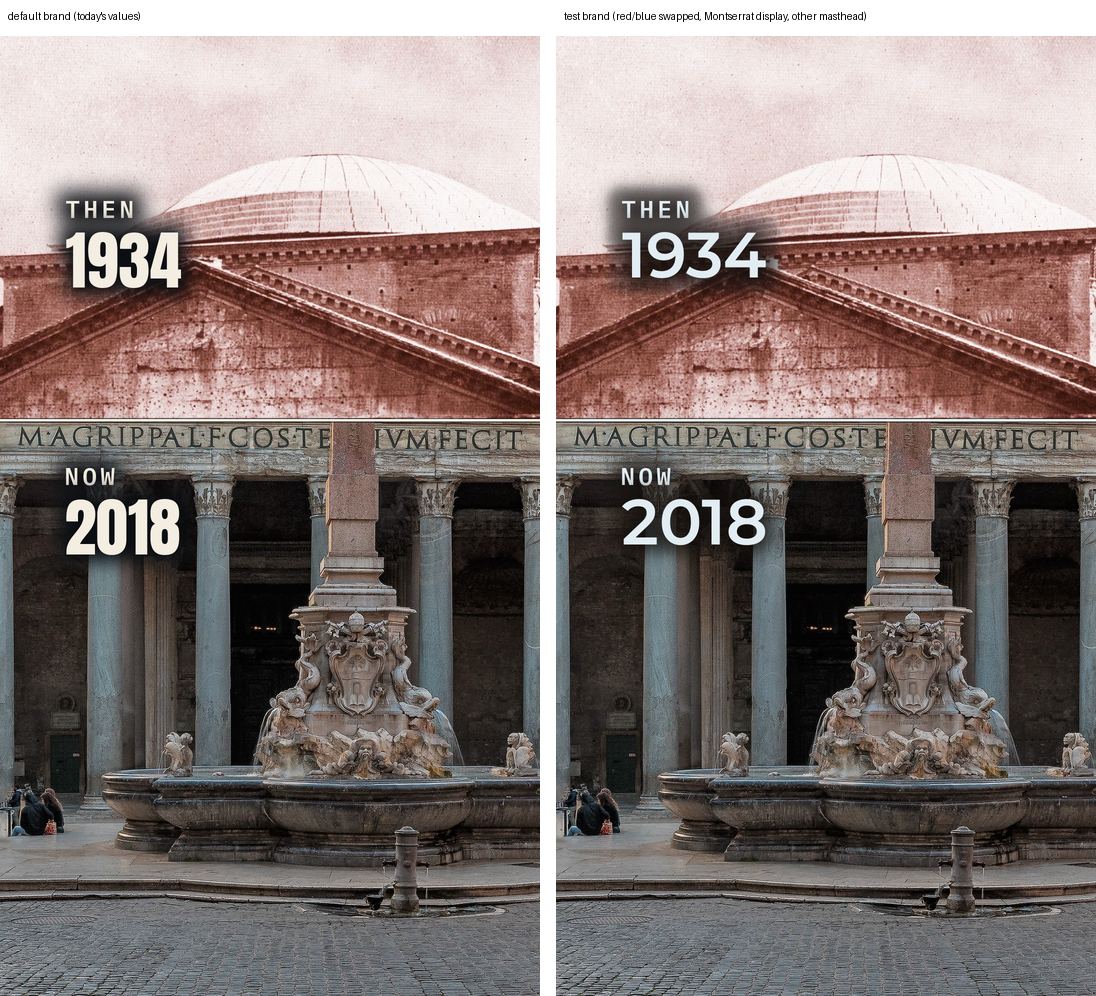 default brand (today's values)
THEN
1934
M·AGRIPPA·L·F·COS·TE IVM·FECIT
NOW
2018
test brand (red/blue swapped, Montserrat display, other masthead)
THEN
1934
M·AGRIPPA·L·F·COS·TE IVM·FECIT
NOW
2018